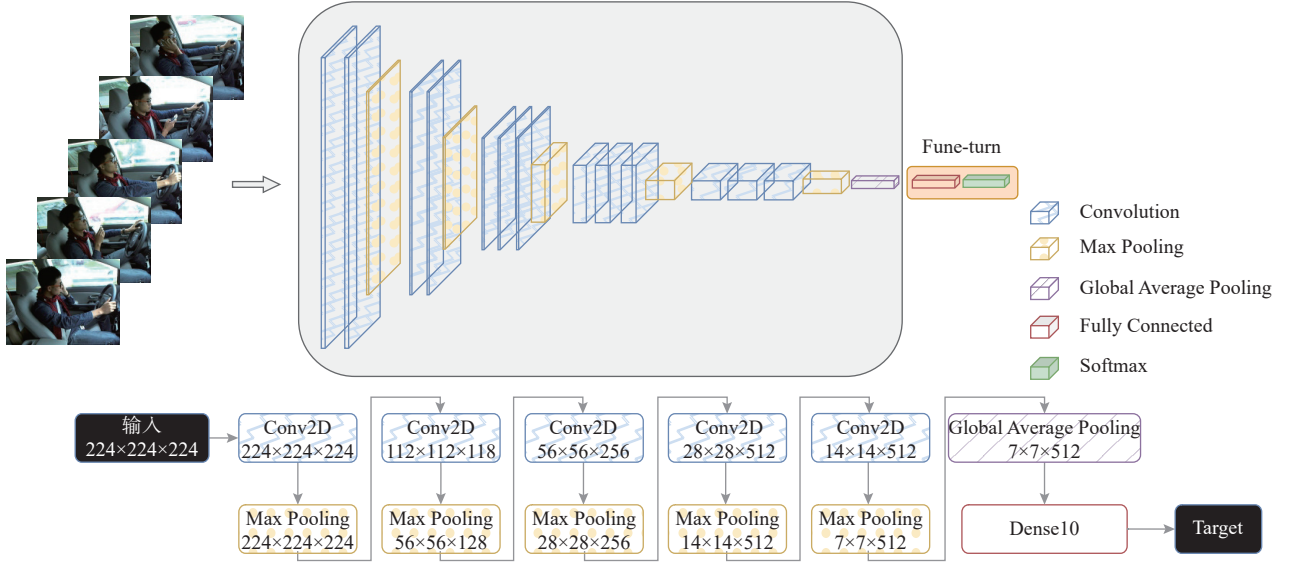 Fune-turn
Convolution
Max Pooling
Global Average Pooling
Fully Connected
Softmax
输入
224×224×224
Conv2D
224×224×224
Conv2D
112×112×118
Conv2D
56×56×256
Conv2D
28×28×512
Conv2D
14×14×512
Global Average Pooling
7×7×512
Max Pooling
224×224×224
Max Pooling
56×56×128
Max Pooling
28×28×256
Max Pooling
14×14×512
Max Pooling
7×7×512
Dense10
Target